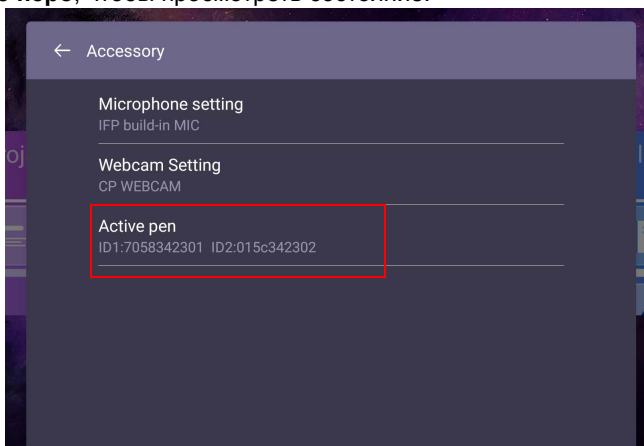 перо, чтобы просмотреть состояние.
← Accessory
Microphone setting
IFP build-in MIC
Webcam Setting
CP WEBCAM
Active pen
ID1:7058342301 ID2:015c342302